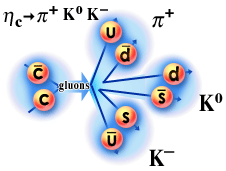 ηc→π⁺ K⁰ K⁻
π⁺
u
d̄
c̄
gluons
c
d
s̄
K⁰
s
ū
K⁻